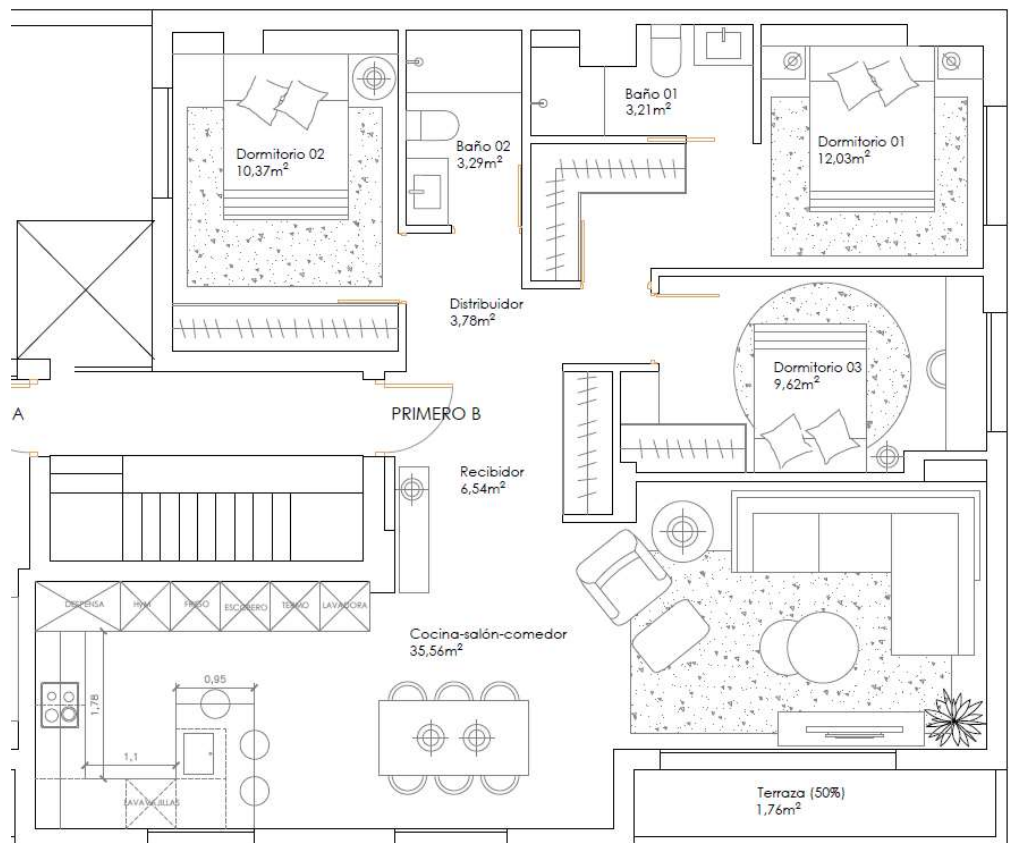 Baño 01
3,21m²
Baño 02
3,29m²
Dormitorio 01
12,03m²
Dormitorio 02
10,37m²
Distribuidor
3,78m²
Dormitorio 03
9,62m²
A
PRIMERO B
Recibidor
6,54m²
DESPENSA
HyM
FRIGO
ESCOBERO
TERMO
LAVADORA
Cocina-salón-comedor
35,56m²
0,95
1,78
1,1
LAVAVAJILLAS
Terraza (50%)
1,76m²